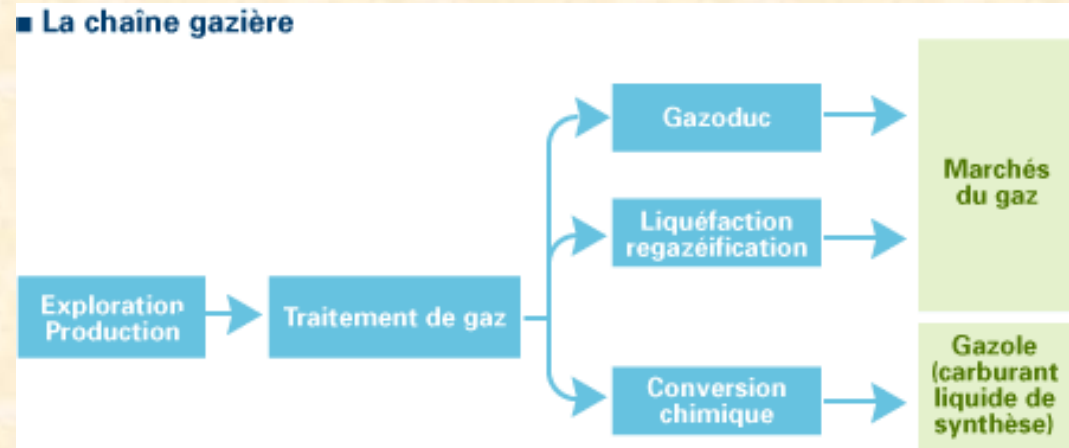 ■ La chaîne gazière
Gazoduc
Marchés
du gaz
Liquéfaction
regazéification
Exploration
Production
Traitement de gaz
Conversion
chimique
Gazole
(carburant
liquide de
synthèse)